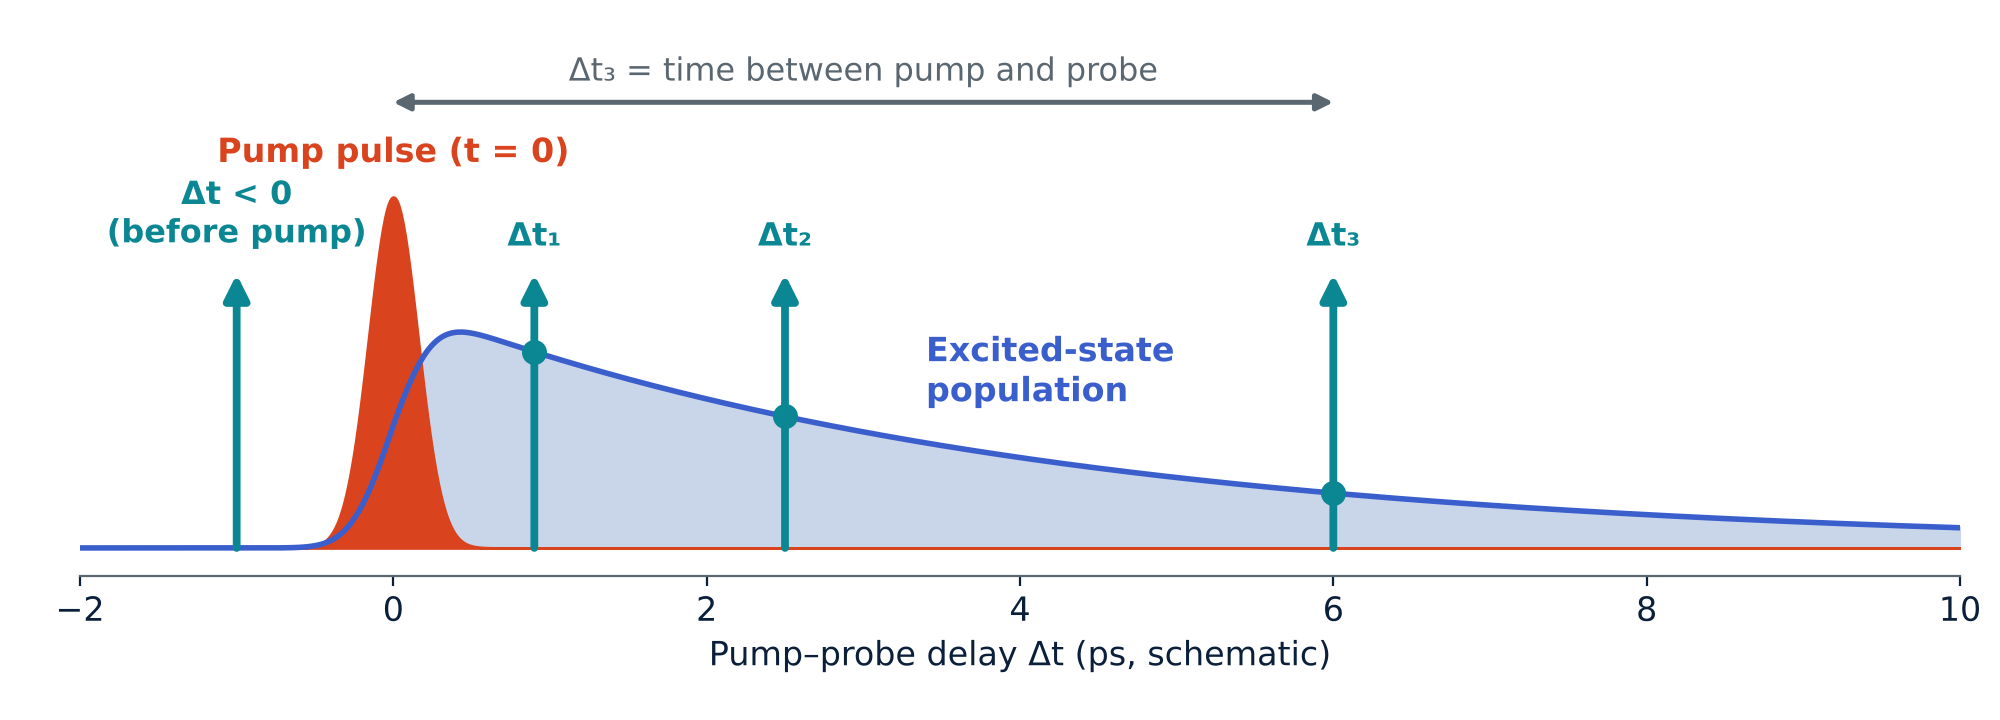 Δt₃ = time between pump and probe
Pump pulse (t = 0)
Δt < 0
(before pump)
Δt₁
Δt₂
Δt₃
Excited-state
population
−2
0
2
4
6
8
10
Pump–probe delay Δt (ps, schematic)